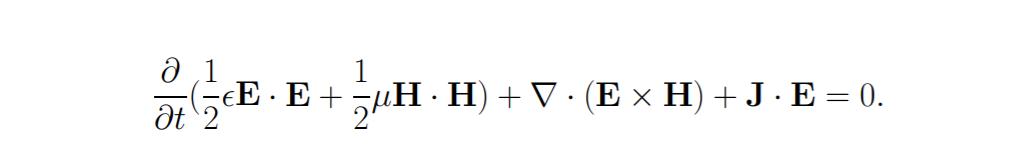 ∂/∂t(1/2 ϵE · E + 1/2 μH · H) + ∇ · (E × H) + J · E = 0.